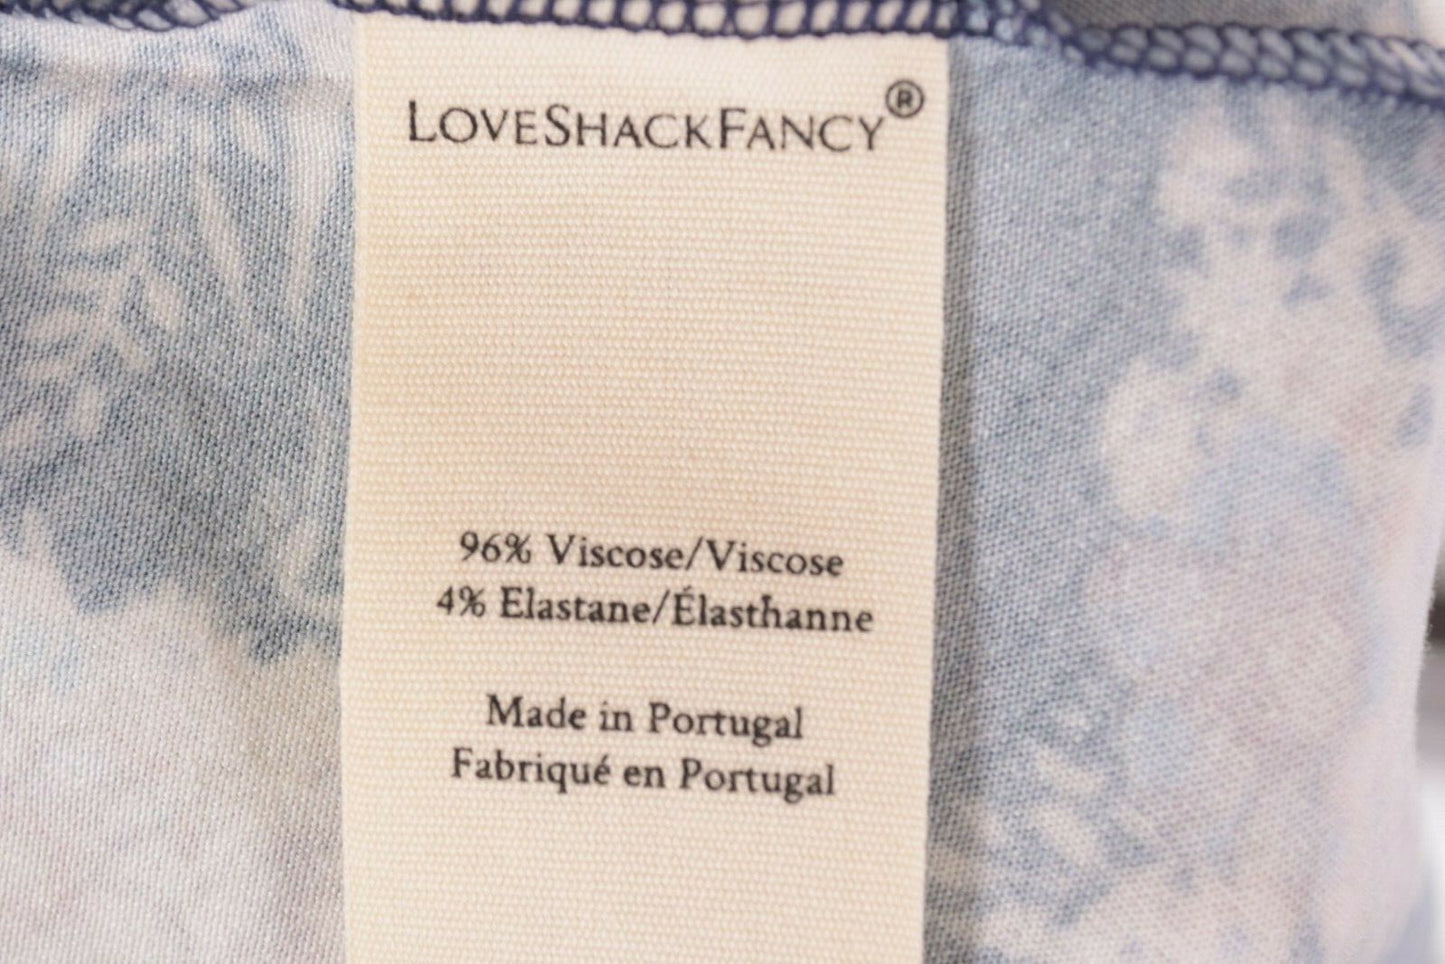 LOVESHACKFANCY®
96% Viscose/Viscose
4% Elastane/Élasthanne
Made in Portugal
Fabriqué en Portugal